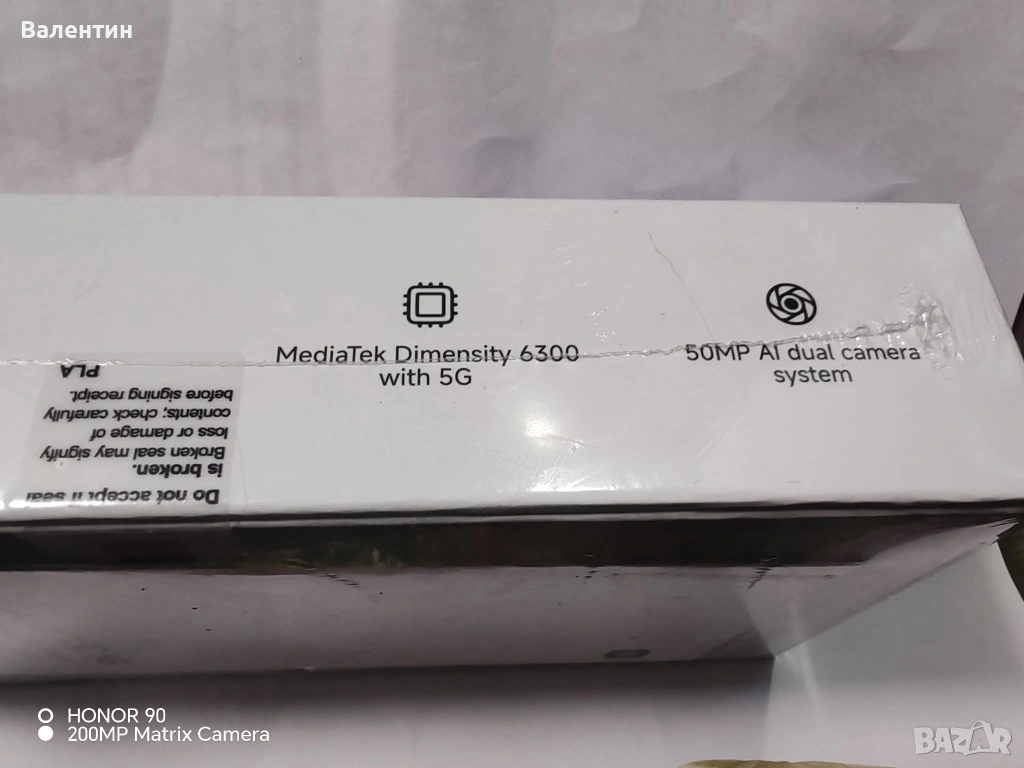 Валентин
MediaTek Dimensity 6300
with 5G
50MP AI dual camera
system
Do not accept if seal
is broken.
Broken seal may signify
loss or damage of
contents; check carefully
before signing receipt.
PLA
HONOR 90
200MP Matrix Camera
BAZAR